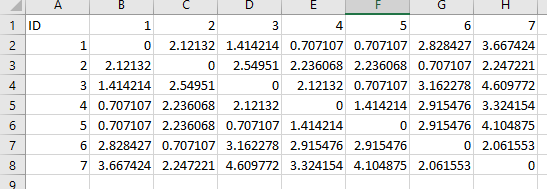 A B C D E F G H
1 ID 1 2 3 4 5 6 7
2 1 0 2.12132 1.414214 0.707107 0.707107 2.828427 3.667424
3 2 2.12132 0 2.54951 2.236068 2.236068 0.707107 2.247221
4 3 1.414214 2.54951 0 2.12132 0.707107 3.162278 4.609772
5 4 0.707107 2.236068 2.12132 0 1.414214 2.915476 3.324154
6 5 0.707107 2.236068 0.707107 1.414214 0 2.915476 4.104875
7 6 2.828427 0.707107 3.162278 2.915476 2.915476 0 2.061553
8 7 3.667424 2.247221 4.609772 3.324154 4.104875 2.061553 0
9